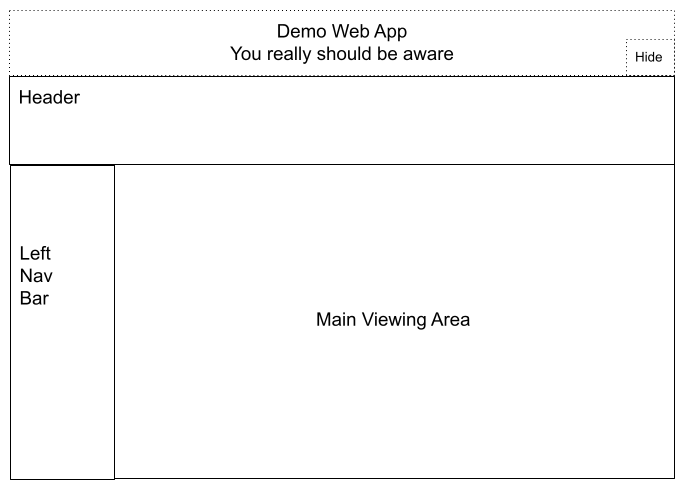 Demo Web App
You really should be aware
Hide
Header
Left
Nav
Bar
Main Viewing Area